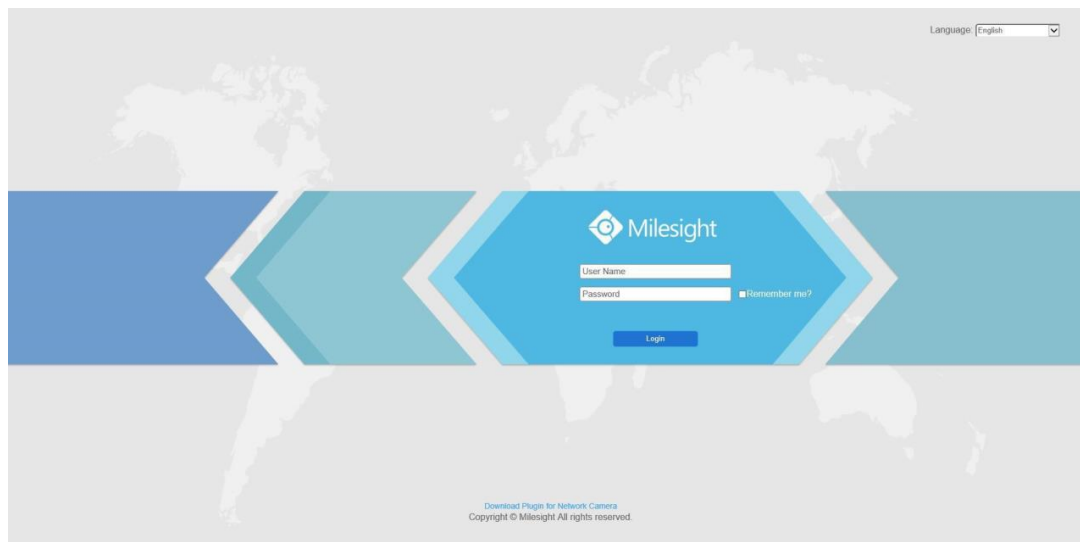 Language: English
Milesight
User Name
Password
Remember me?
Login
Download Plugin for Network Camera
Copyright © Milesight All rights reserved.